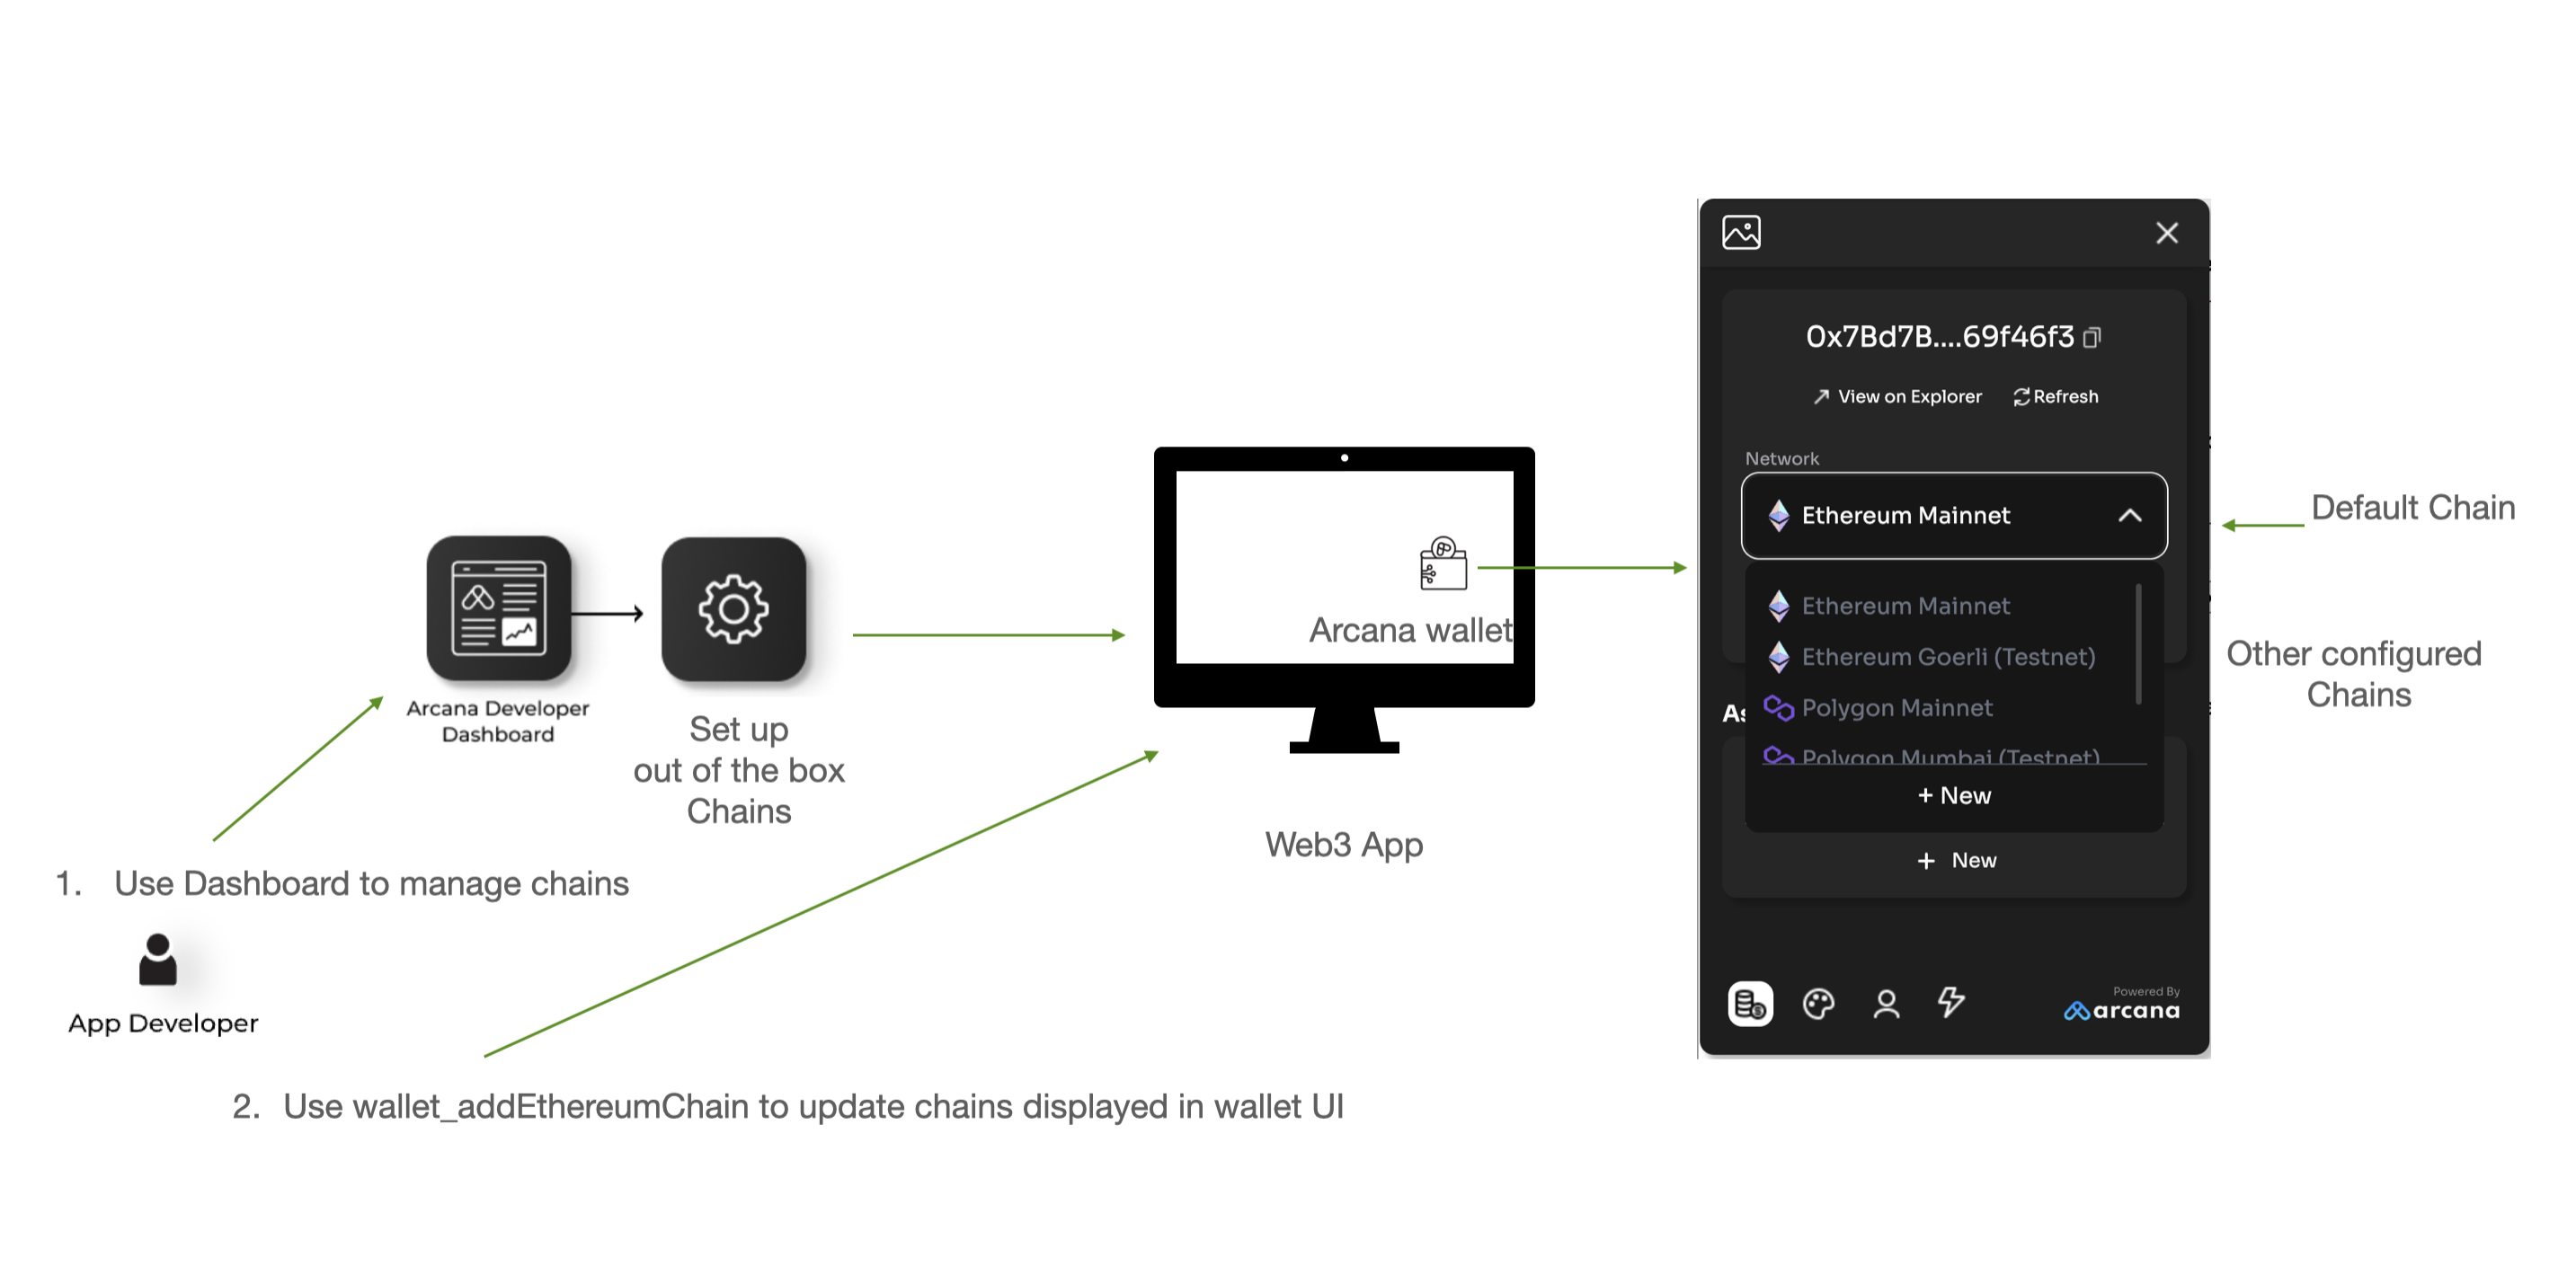 Arcana Developer
Dashboard
Set up
out of the box
Chains
1. Use Dashboard to manage chains
App Developer
2. Use wallet_addEthereumChain to update chains displayed in wallet UI
Arcana wallet
Web3 App
0x7Bd7B....69f46f3
View on Explorer
Refresh
Network
Ethereum Mainnet
Ethereum Mainnet
Ethereum Goerli (Testnet)
Polygon Mainnet
Polygon Mumbai (Testnet)
+ New
As
+ New
Powered By
arcana
Default Chain
Other configured
Chains